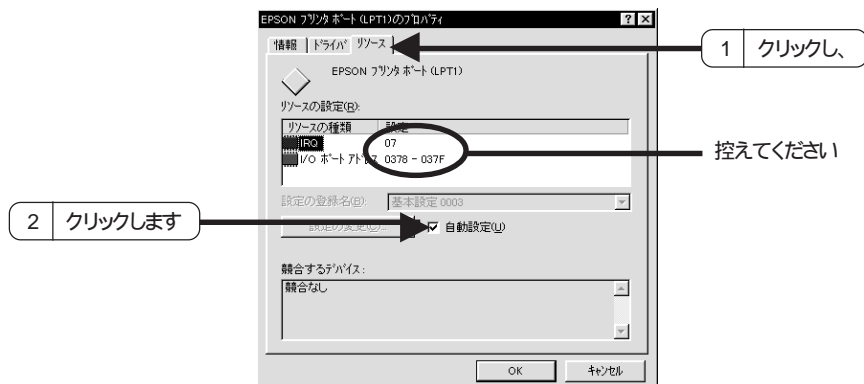 EPSON プリンタ ポート (LPT1)のプロパティ
情報 ドライバ リソース
1 クリックし、
EPSON プリンタ ポート (LPT1)
リソースの設定(R):
リソースの種類 設定
IRQ 07
I/O ポート アドレス 0378 - 037F
控えてください
設定の登録名(B): 基本設定 0003
2 クリックします
設定の変更(C)... 自動設定(U)
競合するデバイス:
競合なし
OK キャンセル